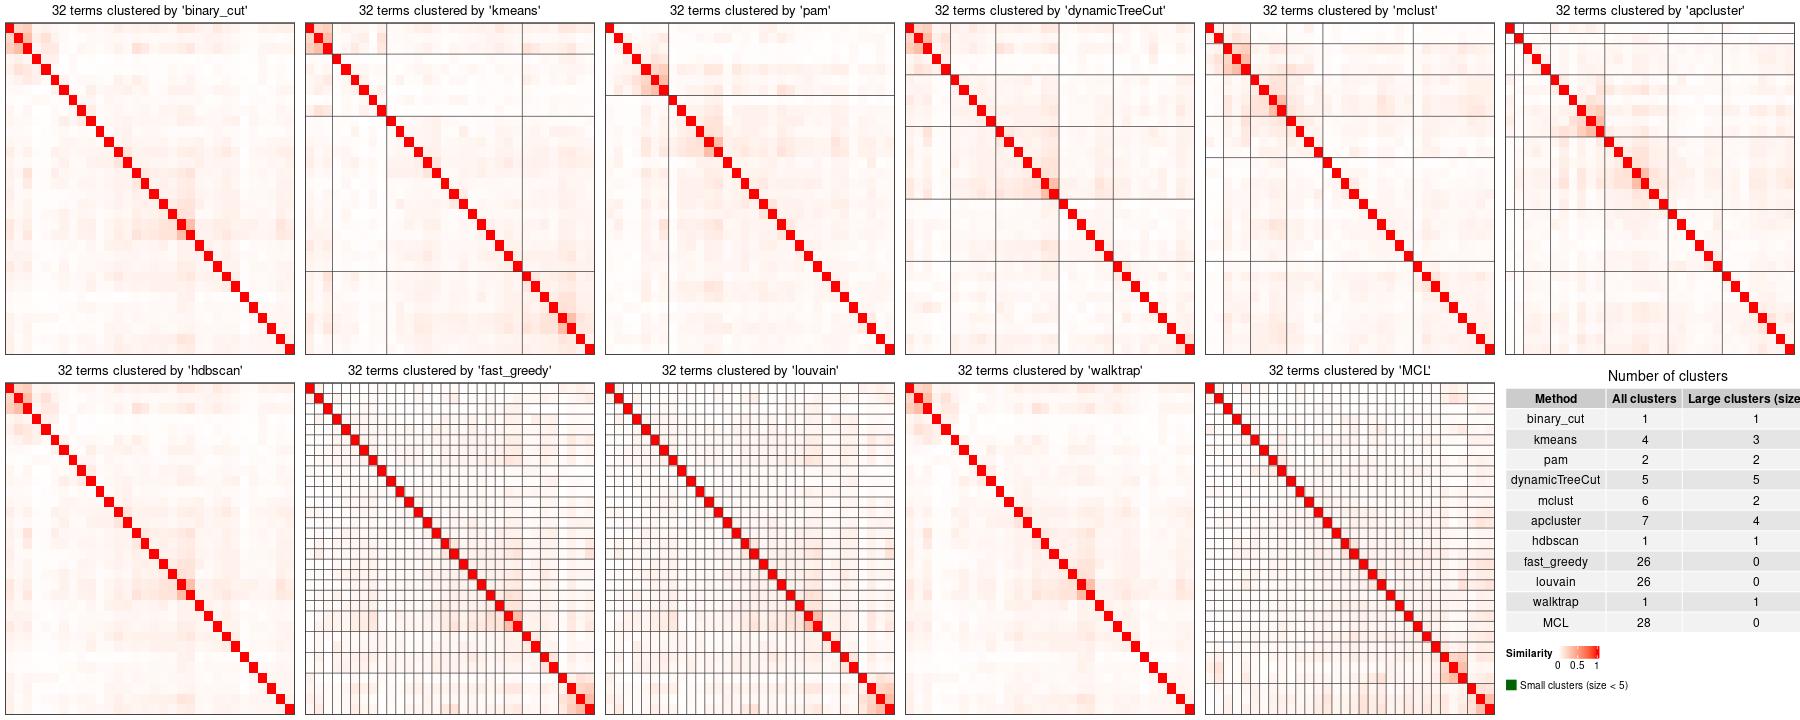 32 terms clustered by 'binary_cut'
32 terms clustered by 'kmeans'
32 terms clustered by 'pam'
32 terms clustered by 'dynamicTreeCut'
32 terms clustered by 'mclust'
32 terms clustered by 'apcluster'
32 terms clustered by 'hdbscan'
32 terms clustered by 'fast_greedy'
32 terms clustered by 'louvain'
32 terms clustered by 'walktrap'
32 terms clustered by 'MCL'
Number of clusters
Method All clusters Large clusters (size
binary_cut 1 1
kmeans 4 3
pam 2 2
dynamicTreeCut 5 5
mclust 6 2
apcluster 7 4
hdbscan 1 1
fast_greedy 26 0
louvain 26 0
walktrap 1 1
MCL 28 0
Similarity
0 0.5 1
Small clusters (size < 5)